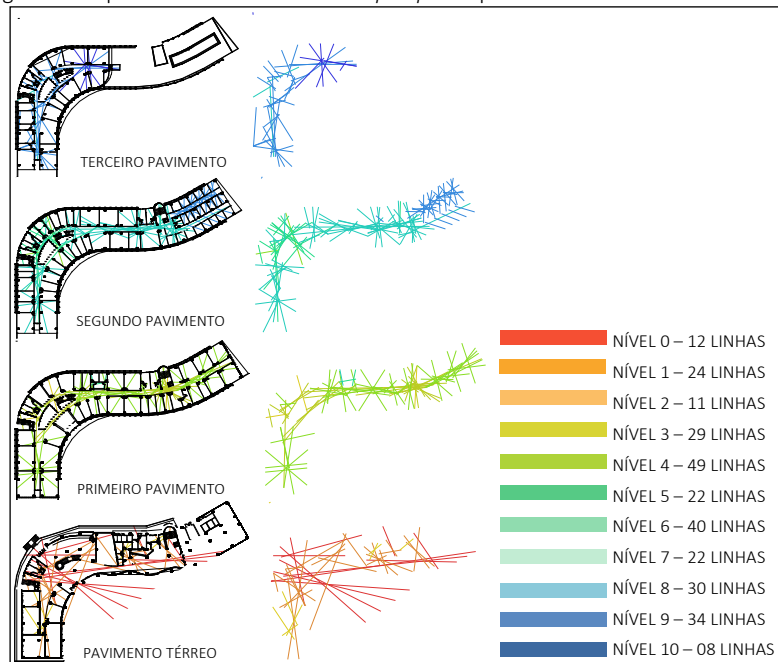 TERCEIRO PAVIMENTO
SEGUNDO PAVIMENTO
PRIMEIRO PAVIMENTO
PAVIMENTO TÉRREO
NÍVEL 0 – 12 LINHAS
NÍVEL 1 – 24 LINHAS
NÍVEL 2 – 11 LINHAS
NÍVEL 3 – 29 LINHAS
NÍVEL 4 – 49 LINHAS
NÍVEL 5 – 22 LINHAS
NÍVEL 6 – 40 LINHAS
NÍVEL 7 – 22 LINHAS
NÍVEL 8 – 30 LINHAS
NÍVEL 9 – 34 LINHAS
NÍVEL 10 – 08 LINHAS